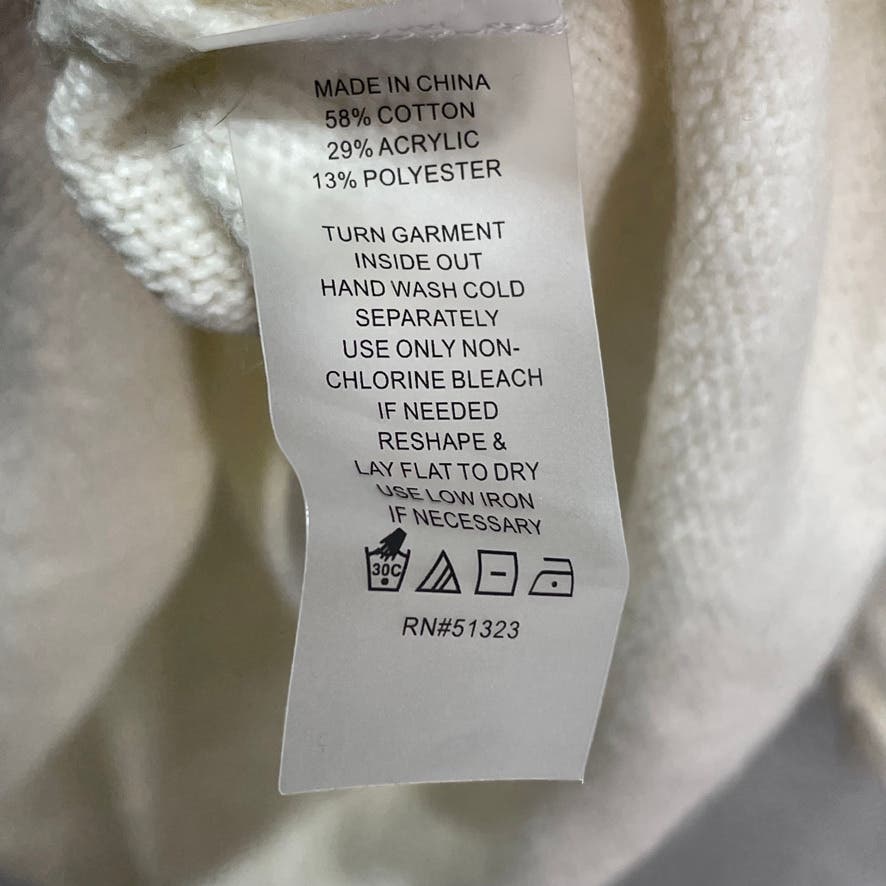 MADE IN CHINA
58% COTTON
29% ACRYLIC
13% POLYESTER
TURN GARMENT
INSIDE OUT
HAND WASH COLD
SEPARATELY
USE ONLY NON-
CHLORINE BLEACH
IF NEEDED
RESHAPE &
LAY FLAT TO DRY
USE LOW IRON
IF NECESSARY
30C
RN#51323